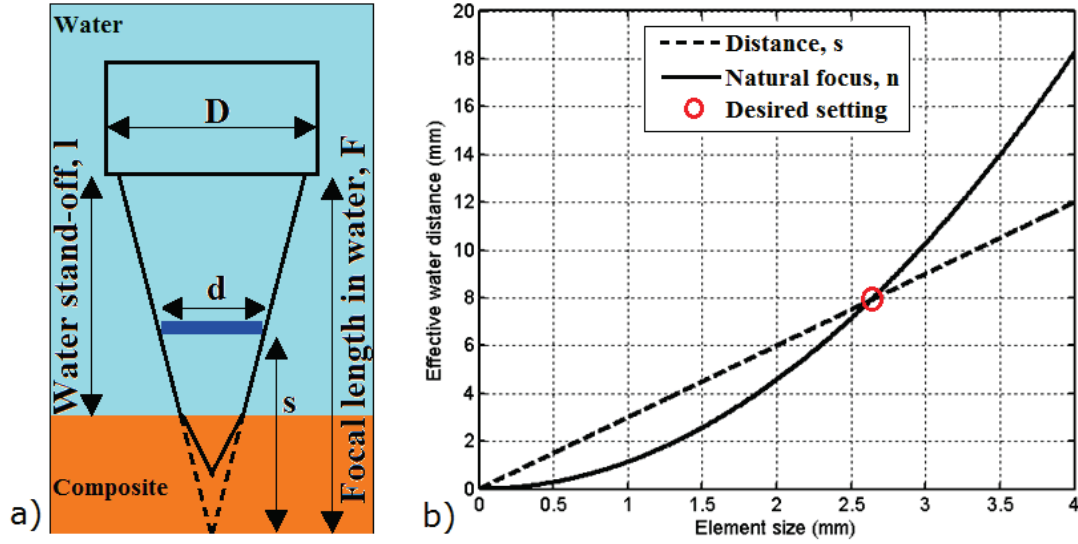 Water
D
Water stand-off, l
Focal length in water, F
d
s
Composite
a)
20
18
16
14
12
10
8
6
4
2
0
Effective water distance (mm)
Distance, s
Natural focus, n
Desired setting
0 0.5 1 1.5 2 2.5 3 3.5 4
Element size (mm)
b)